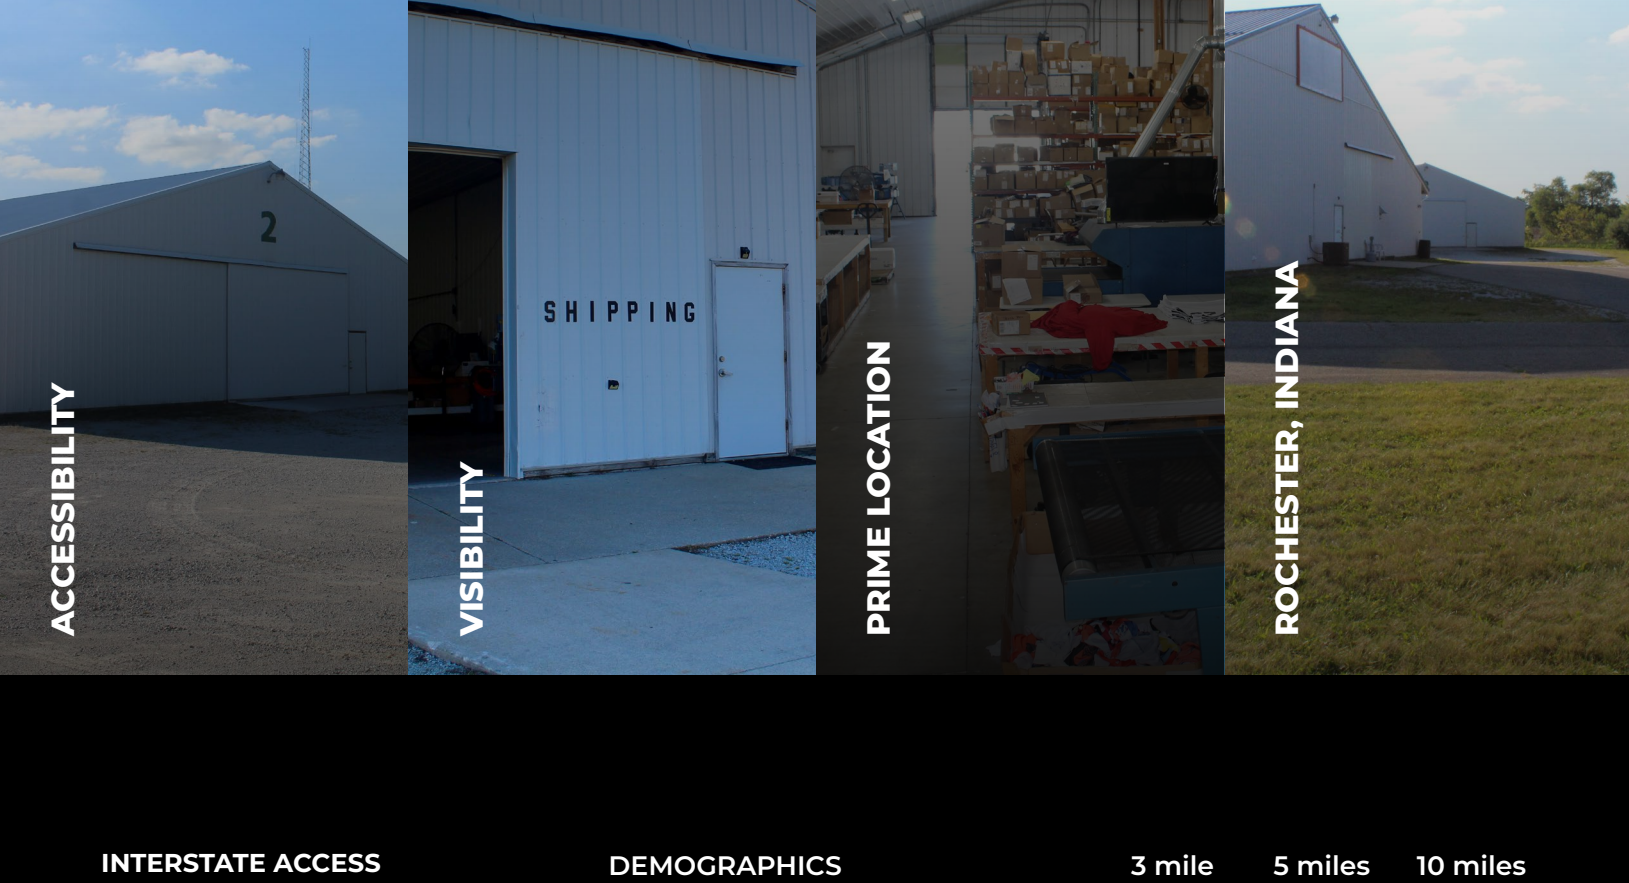 2
SHIPPING
ACCESSIBILITY
VISIBILITY
PRIME LOCATION
ROCHESTER, INDIANA
INTERSTATE ACCESS
DEMOGRAPHICS
3 mile
5 miles
10 miles